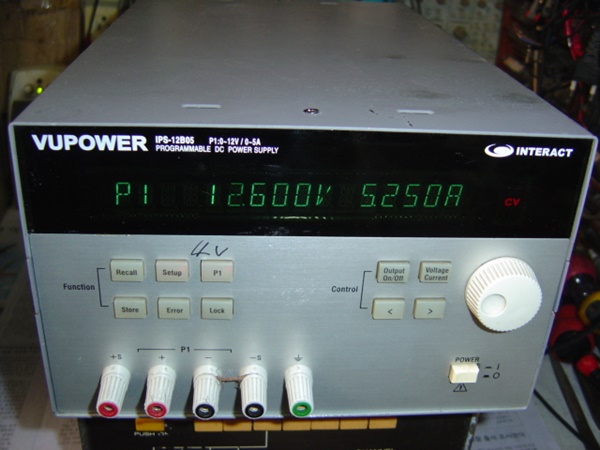 VUPOWER IPS-12B05 P1:0~12V/0-5A
PROGRAMMABLE DC POWER SUPPLY
INTERACT
P1 12.600V 5.250A CV
4V
Function
Recall Setup P1
Store Error Lock
Control
Output On/Off Voltage Current
< >
P1
+S + - -S
POWER
I
O
PUSH